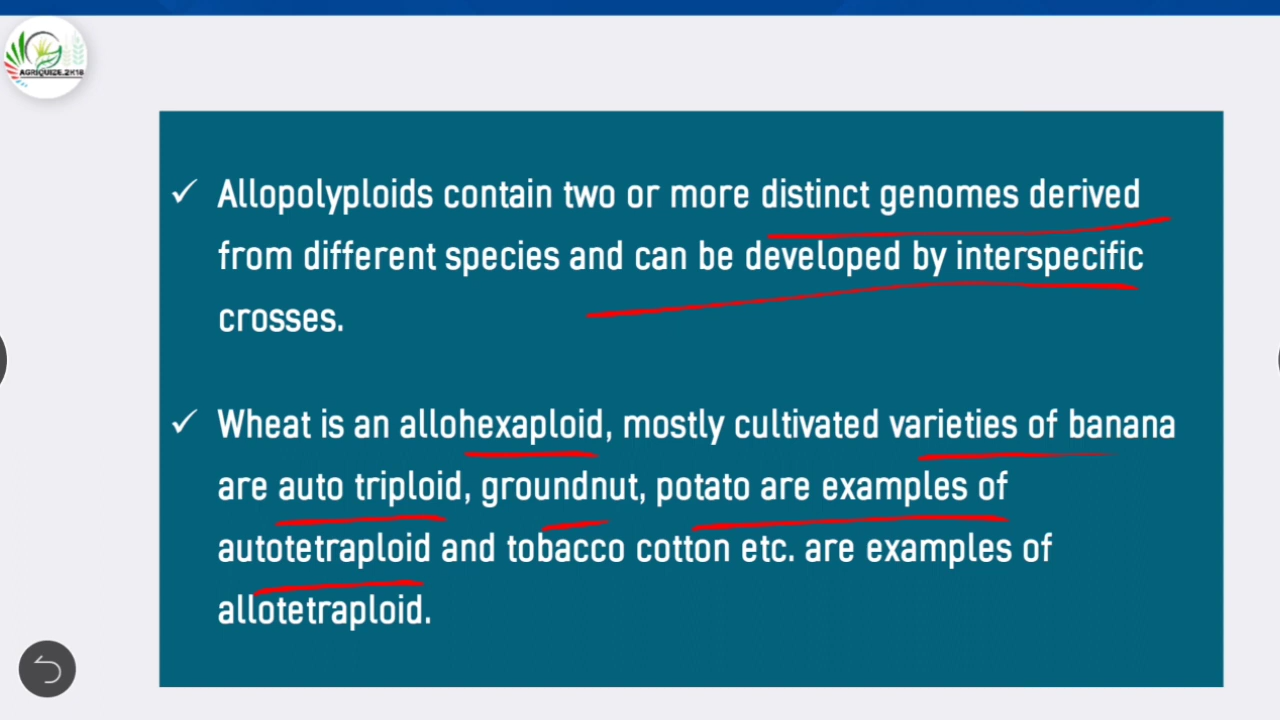 AGRIQUIZE.2K18
✓ Allopolyploids contain two or more distinct genomes derived
from different species and can be developed by interspecific
crosses.
✓ Wheat is an allohexaploid, mostly cultivated varieties of banana
are auto triploid, groundnut, potato are examples of
autotetraploid and tobacco cotton etc. are examples of
allotetraploid.